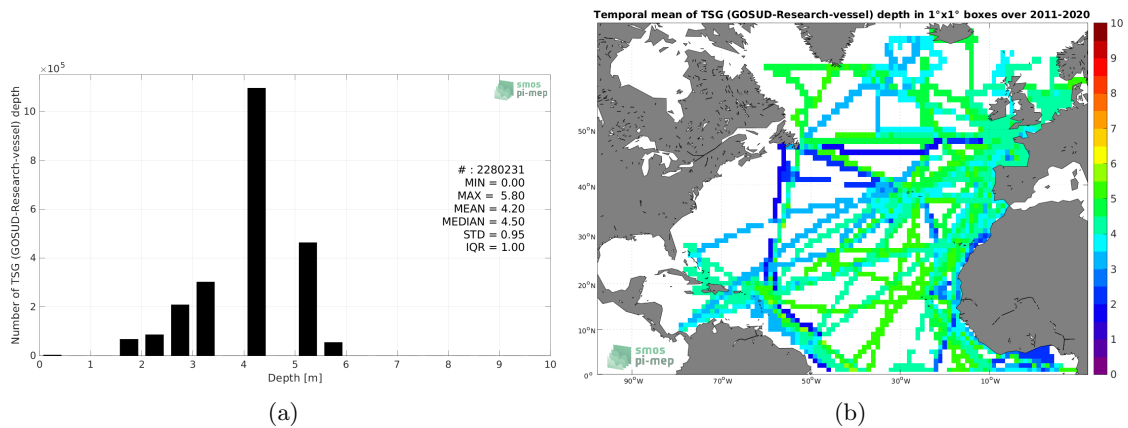 ×10⁵
10
8
6
4
2
0
Number of TSG (GOSUD-Research-vessel) depth
smos
pi-mep
# : 2280231
MIN = 0.00
MAX = 5.80
MEAN = 4.20
MEDIAN = 4.50
STD = 0.95
IQR = 1.00
0 1 2 3 4 5 6 7 8 9 10
Depth [m]
(a)
Temporal mean of TSG (GOSUD-Research-vessel) depth in 1°x1° boxes over 2011-2020
50°N
40°N
30°N
20°N
10°N
0°
90°W 70°W 50°W 30°W 10°W
smos
pi-mep
10
9
8
7
6
5
4
3
2
1
0
(b)